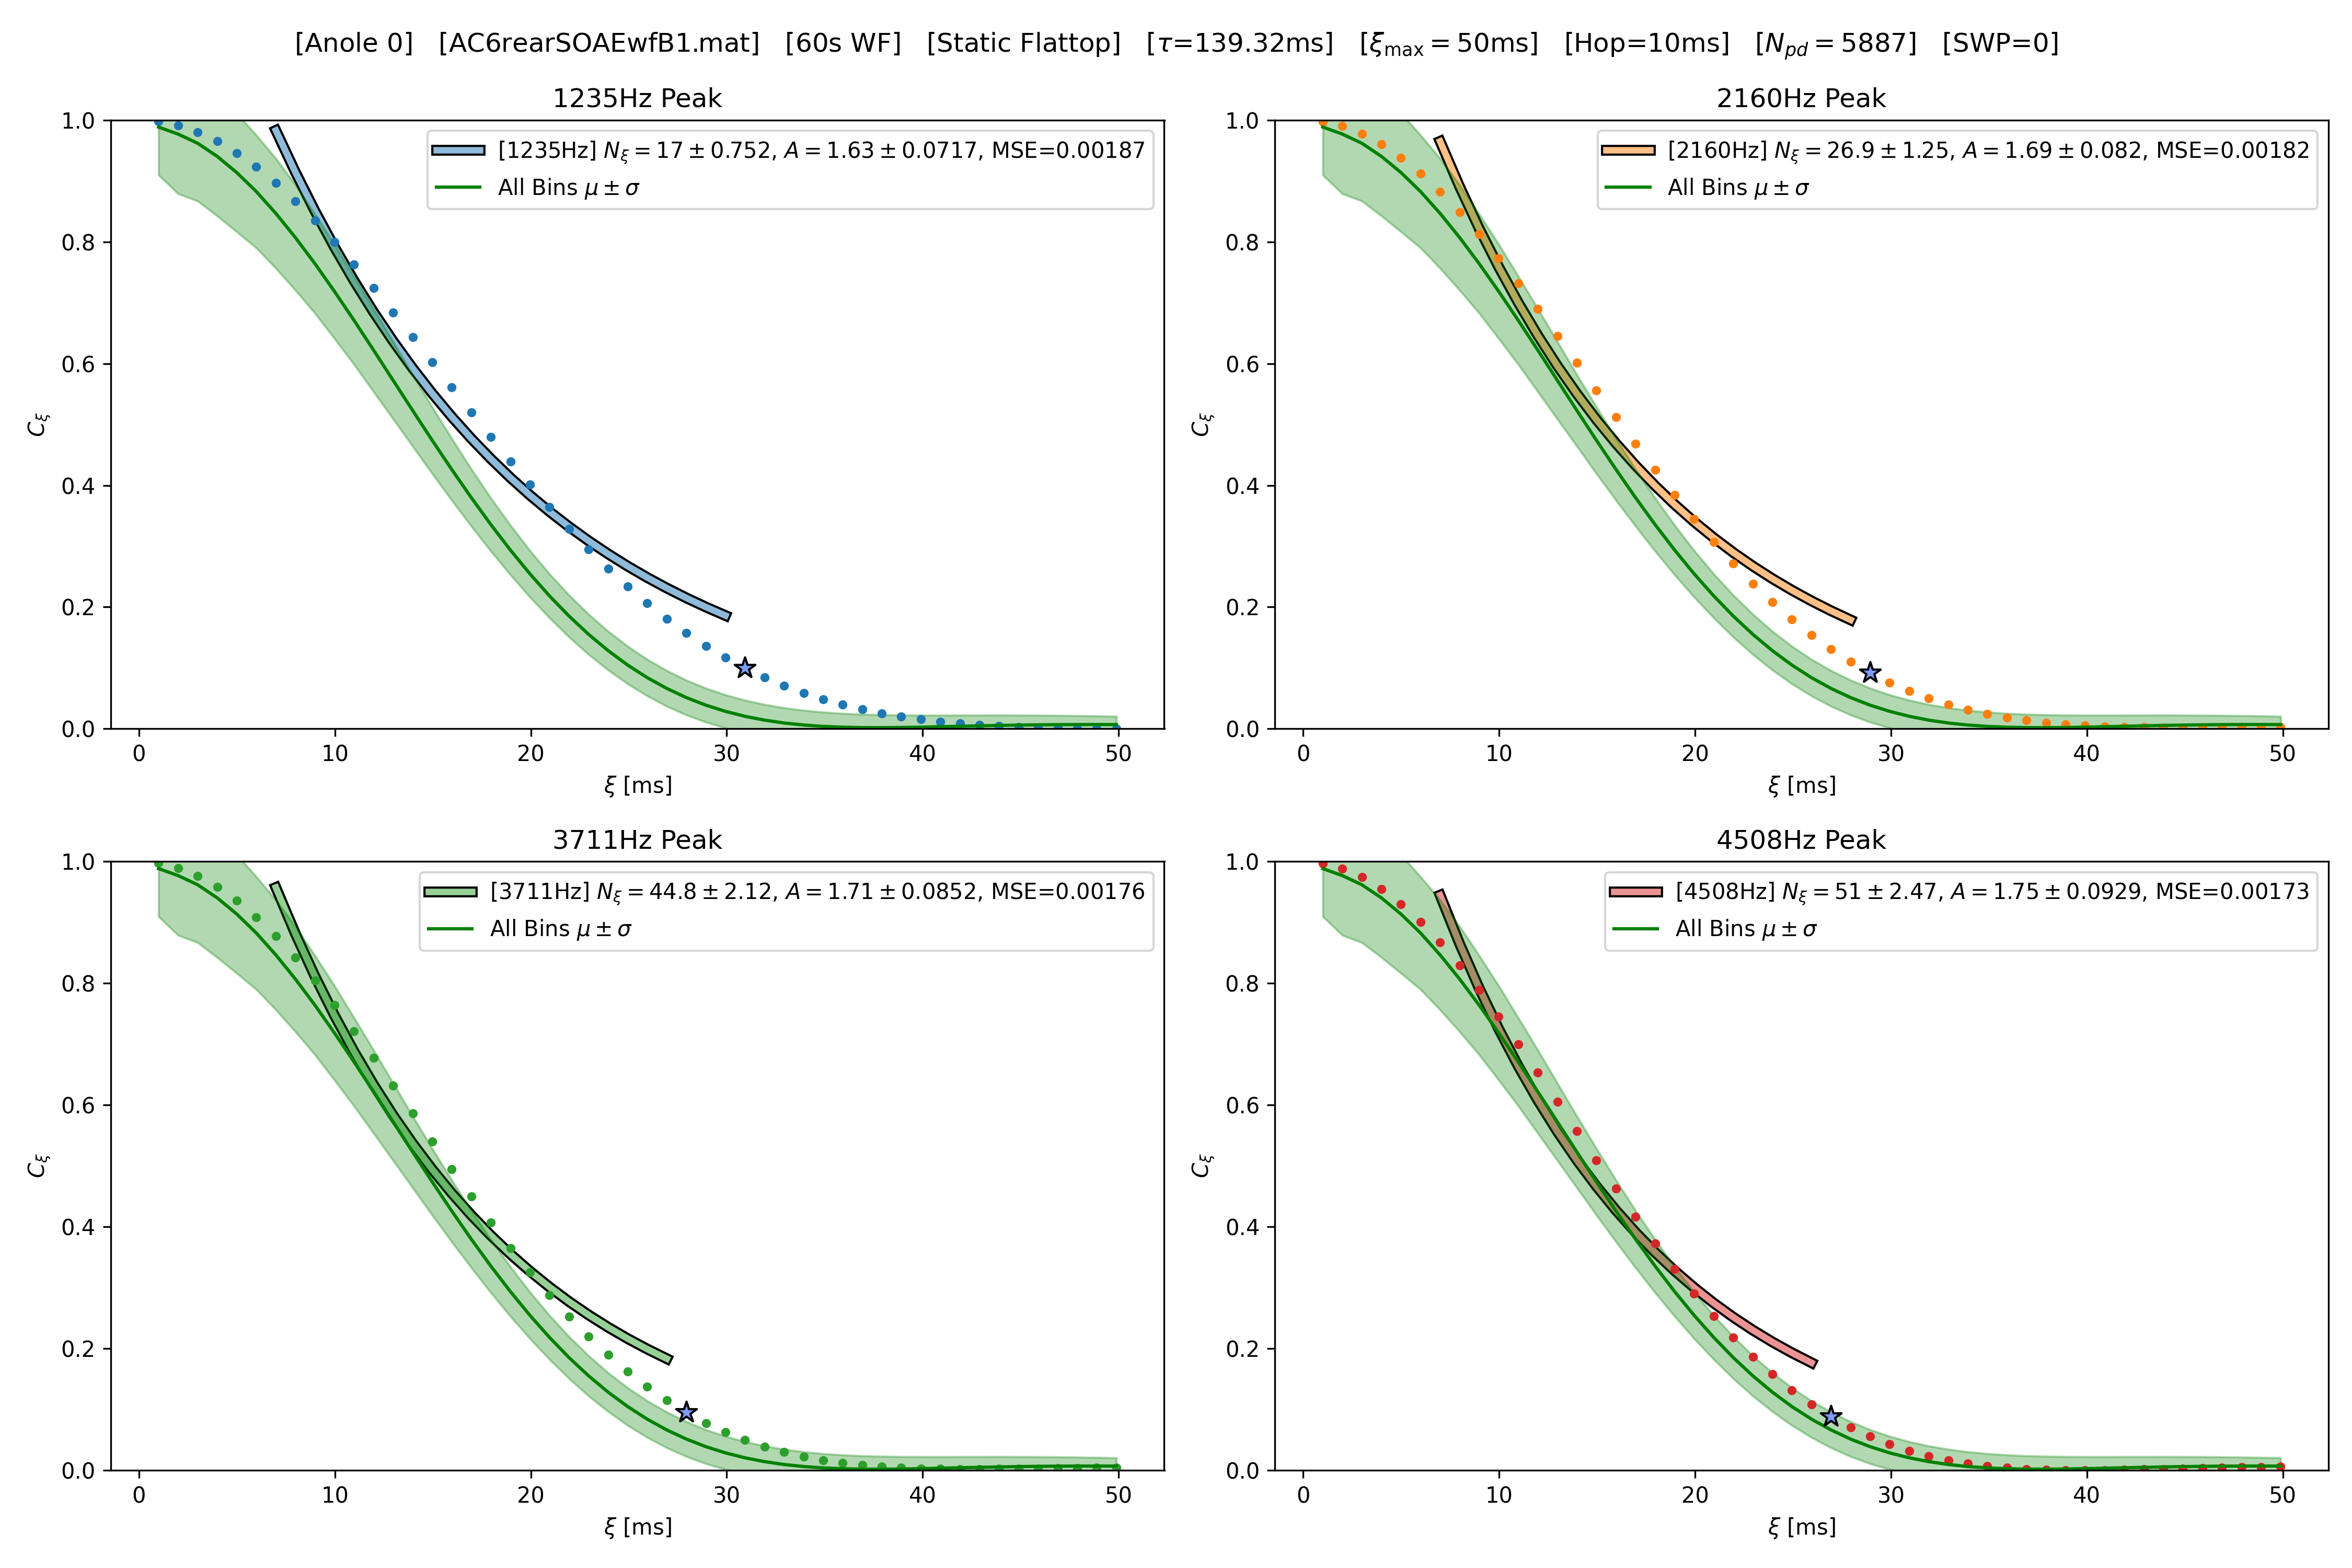 [Anole 0] [AC6rearSOAEwfB1.mat] [60s WF] [Static Flattop] [τ=139.32ms] [ξmax = 50ms] [Hop=10ms] [Npd = 5887] [SWP=0]
1235Hz Peak
[1235Hz] Nξ = 17 ± 0.752, A = 1.63 ± 0.0717, MSE=0.00187
All Bins μ ± σ
1.0
0.8
0.6
0.4
0.2
0.0
Cξ
0 10 20 30 40 50
ξ [ms]
2160Hz Peak
[2160Hz] Nξ = 26.9 ± 1.25, A = 1.69 ± 0.082, MSE=0.00182
All Bins μ ± σ
1.0
0.8
0.6
0.4
0.2
0.0
Cξ
0 10 20 30 40 50
ξ [ms]
3711Hz Peak
[3711Hz] Nξ = 44.8 ± 2.12, A = 1.71 ± 0.0852, MSE=0.00176
All Bins μ ± σ
1.0
0.8
0.6
0.4
0.2
0.0
Cξ
0 10 20 30 40 50
ξ [ms]
4508Hz Peak
[4508Hz] Nξ = 51 ± 2.47, A = 1.75 ± 0.0929, MSE=0.00173
All Bins μ ± σ
1.0
0.8
0.6
0.4
0.2
0.0
Cξ
0 10 20 30 40 50
ξ [ms]